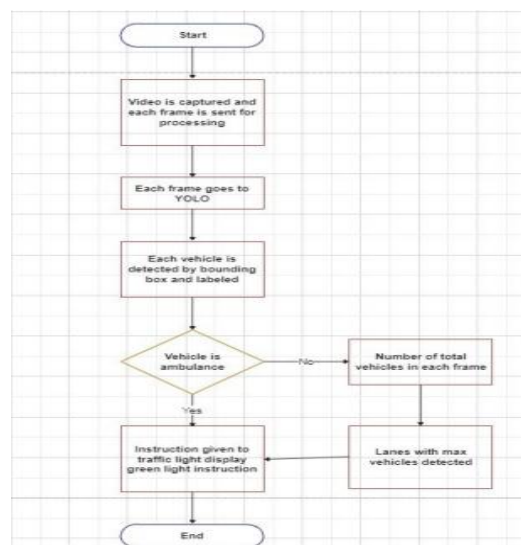 Start
Video is captured and
each frame is sent for
processing
Each frame goes to
YOLO
Each vehicle is
detected by bounding
box and labeled
Vehicle is
ambulance
No
Number of total
vehicles in each frame
Yes
Instruction given to
traffic light display
green light instruction
Lanes with max
vehicles detected
End